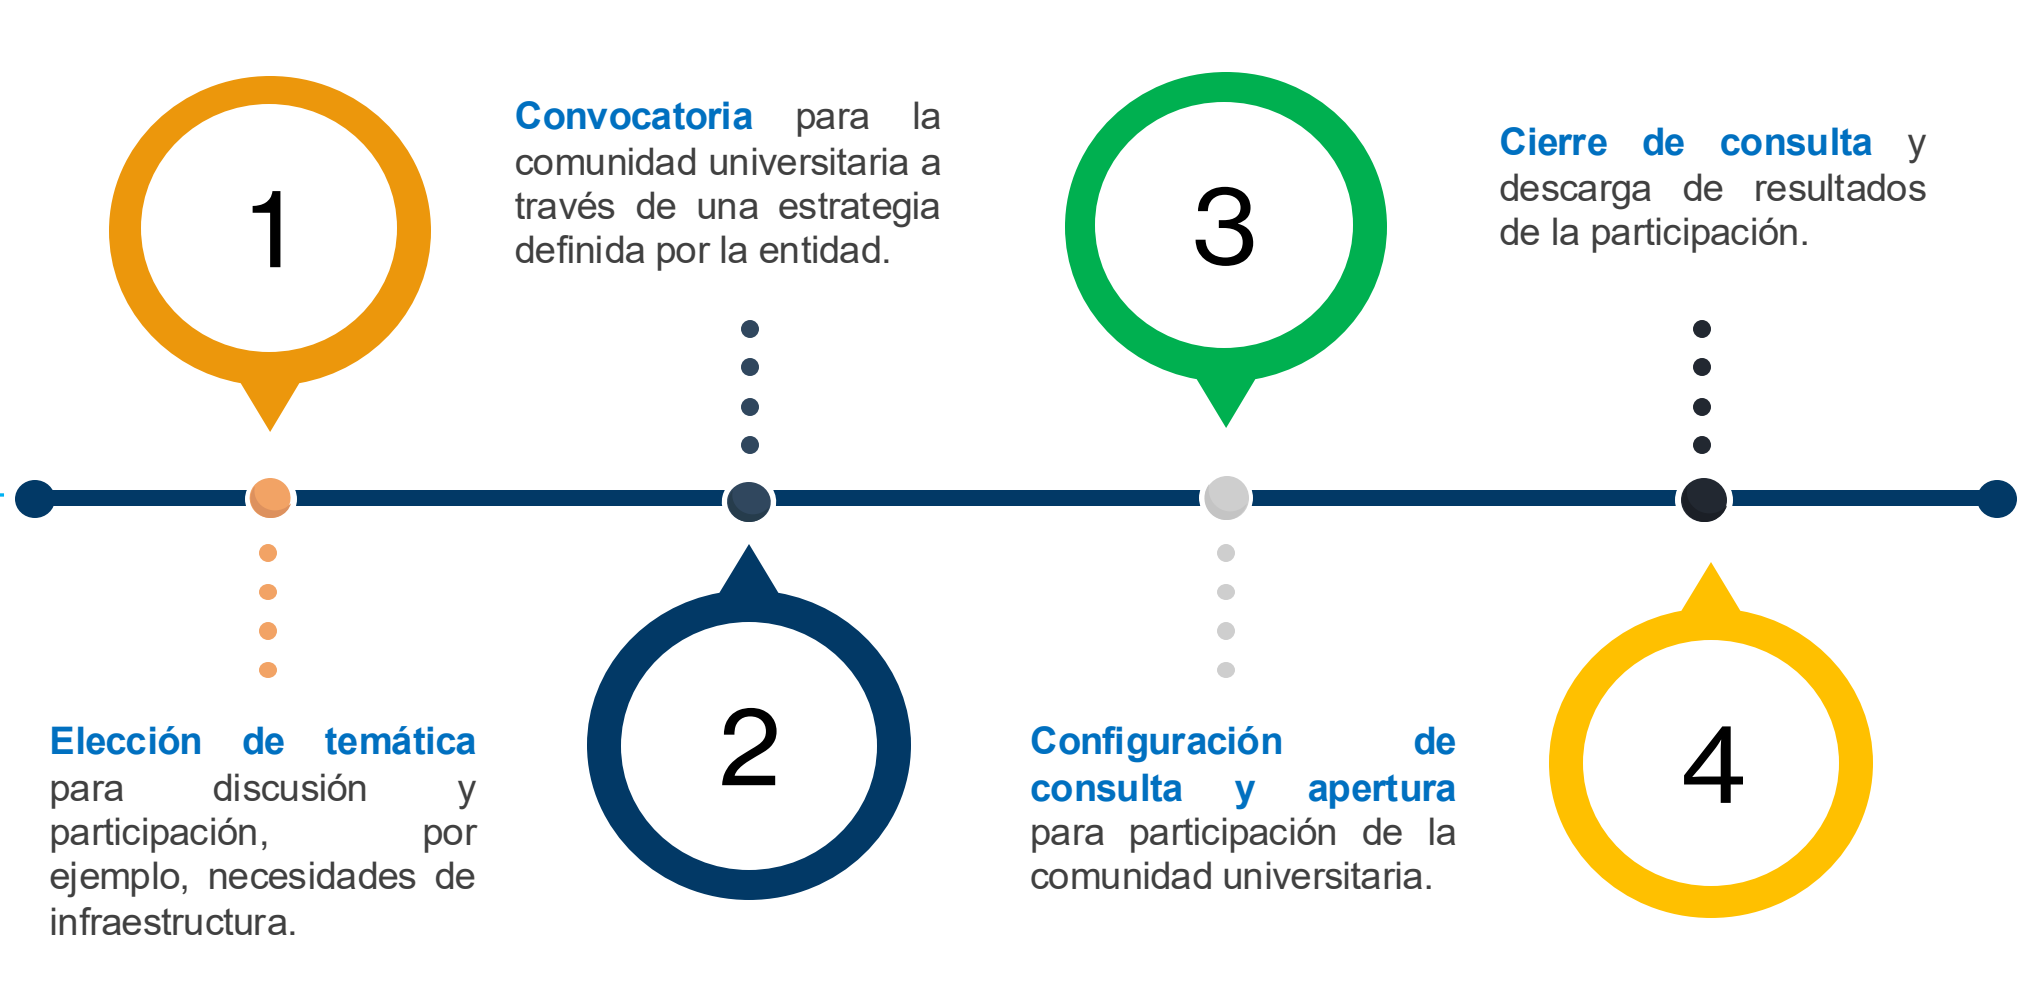 1
Elección de temática
para discusión y
participación, por
ejemplo, necesidades de
infraestructura.
Convocatoria para la
comunidad universitaria a
través de una estrategia
definida por la entidad.
2
3
Configuración de
consulta y apertura
para participación de la
comunidad universitaria.
Cierre de consulta y
descarga de resultados
de la participación.
4